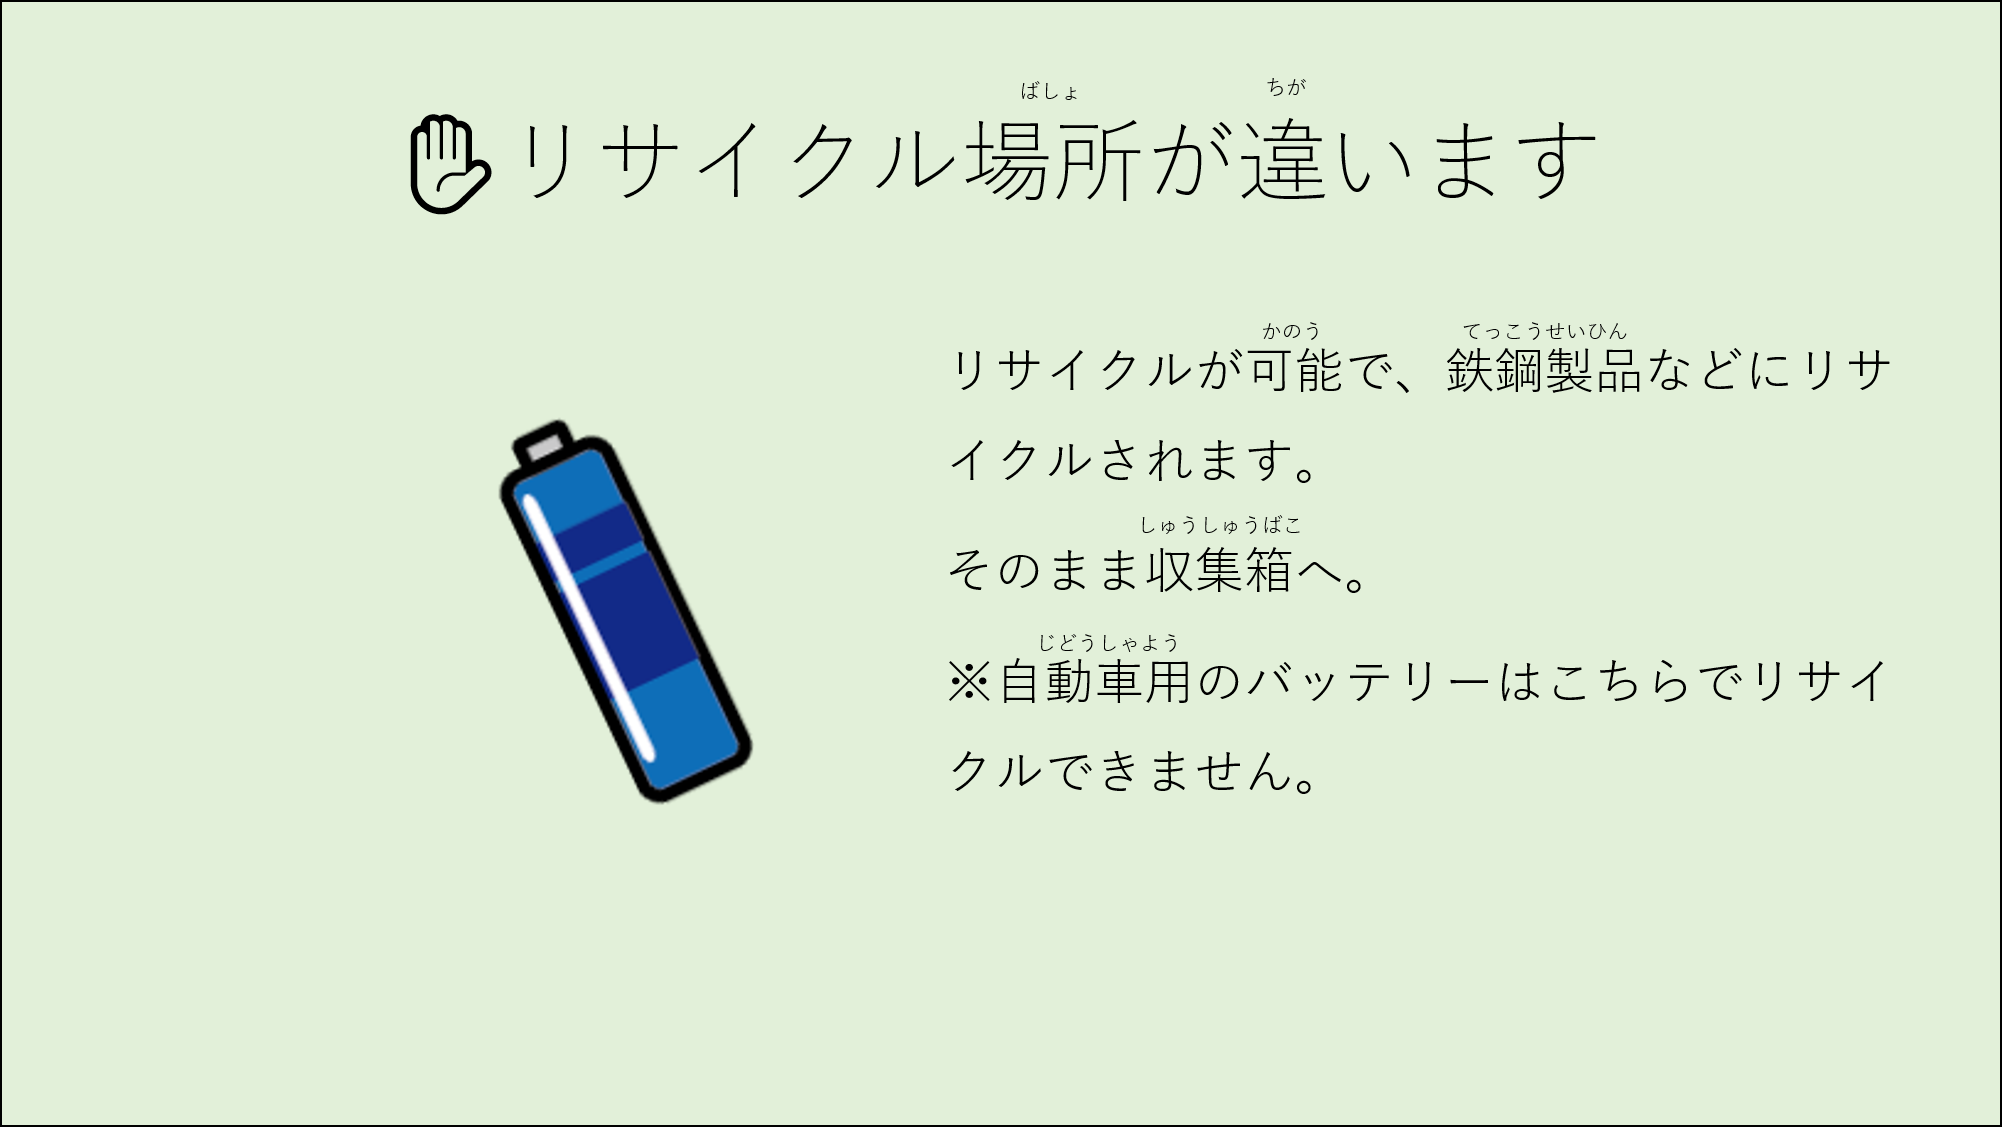 ばしょ ちが
リサイクル場所が違います
かのう てっこうせいひん
リサイクルが可能で、鉄鋼製品などにリサ
イクルされます。
しゅうしゅうばこ
そのまま収集箱へ。
じどうしゃよう
※自動車用のバッテリーはこちらでリサイ
クルできません。